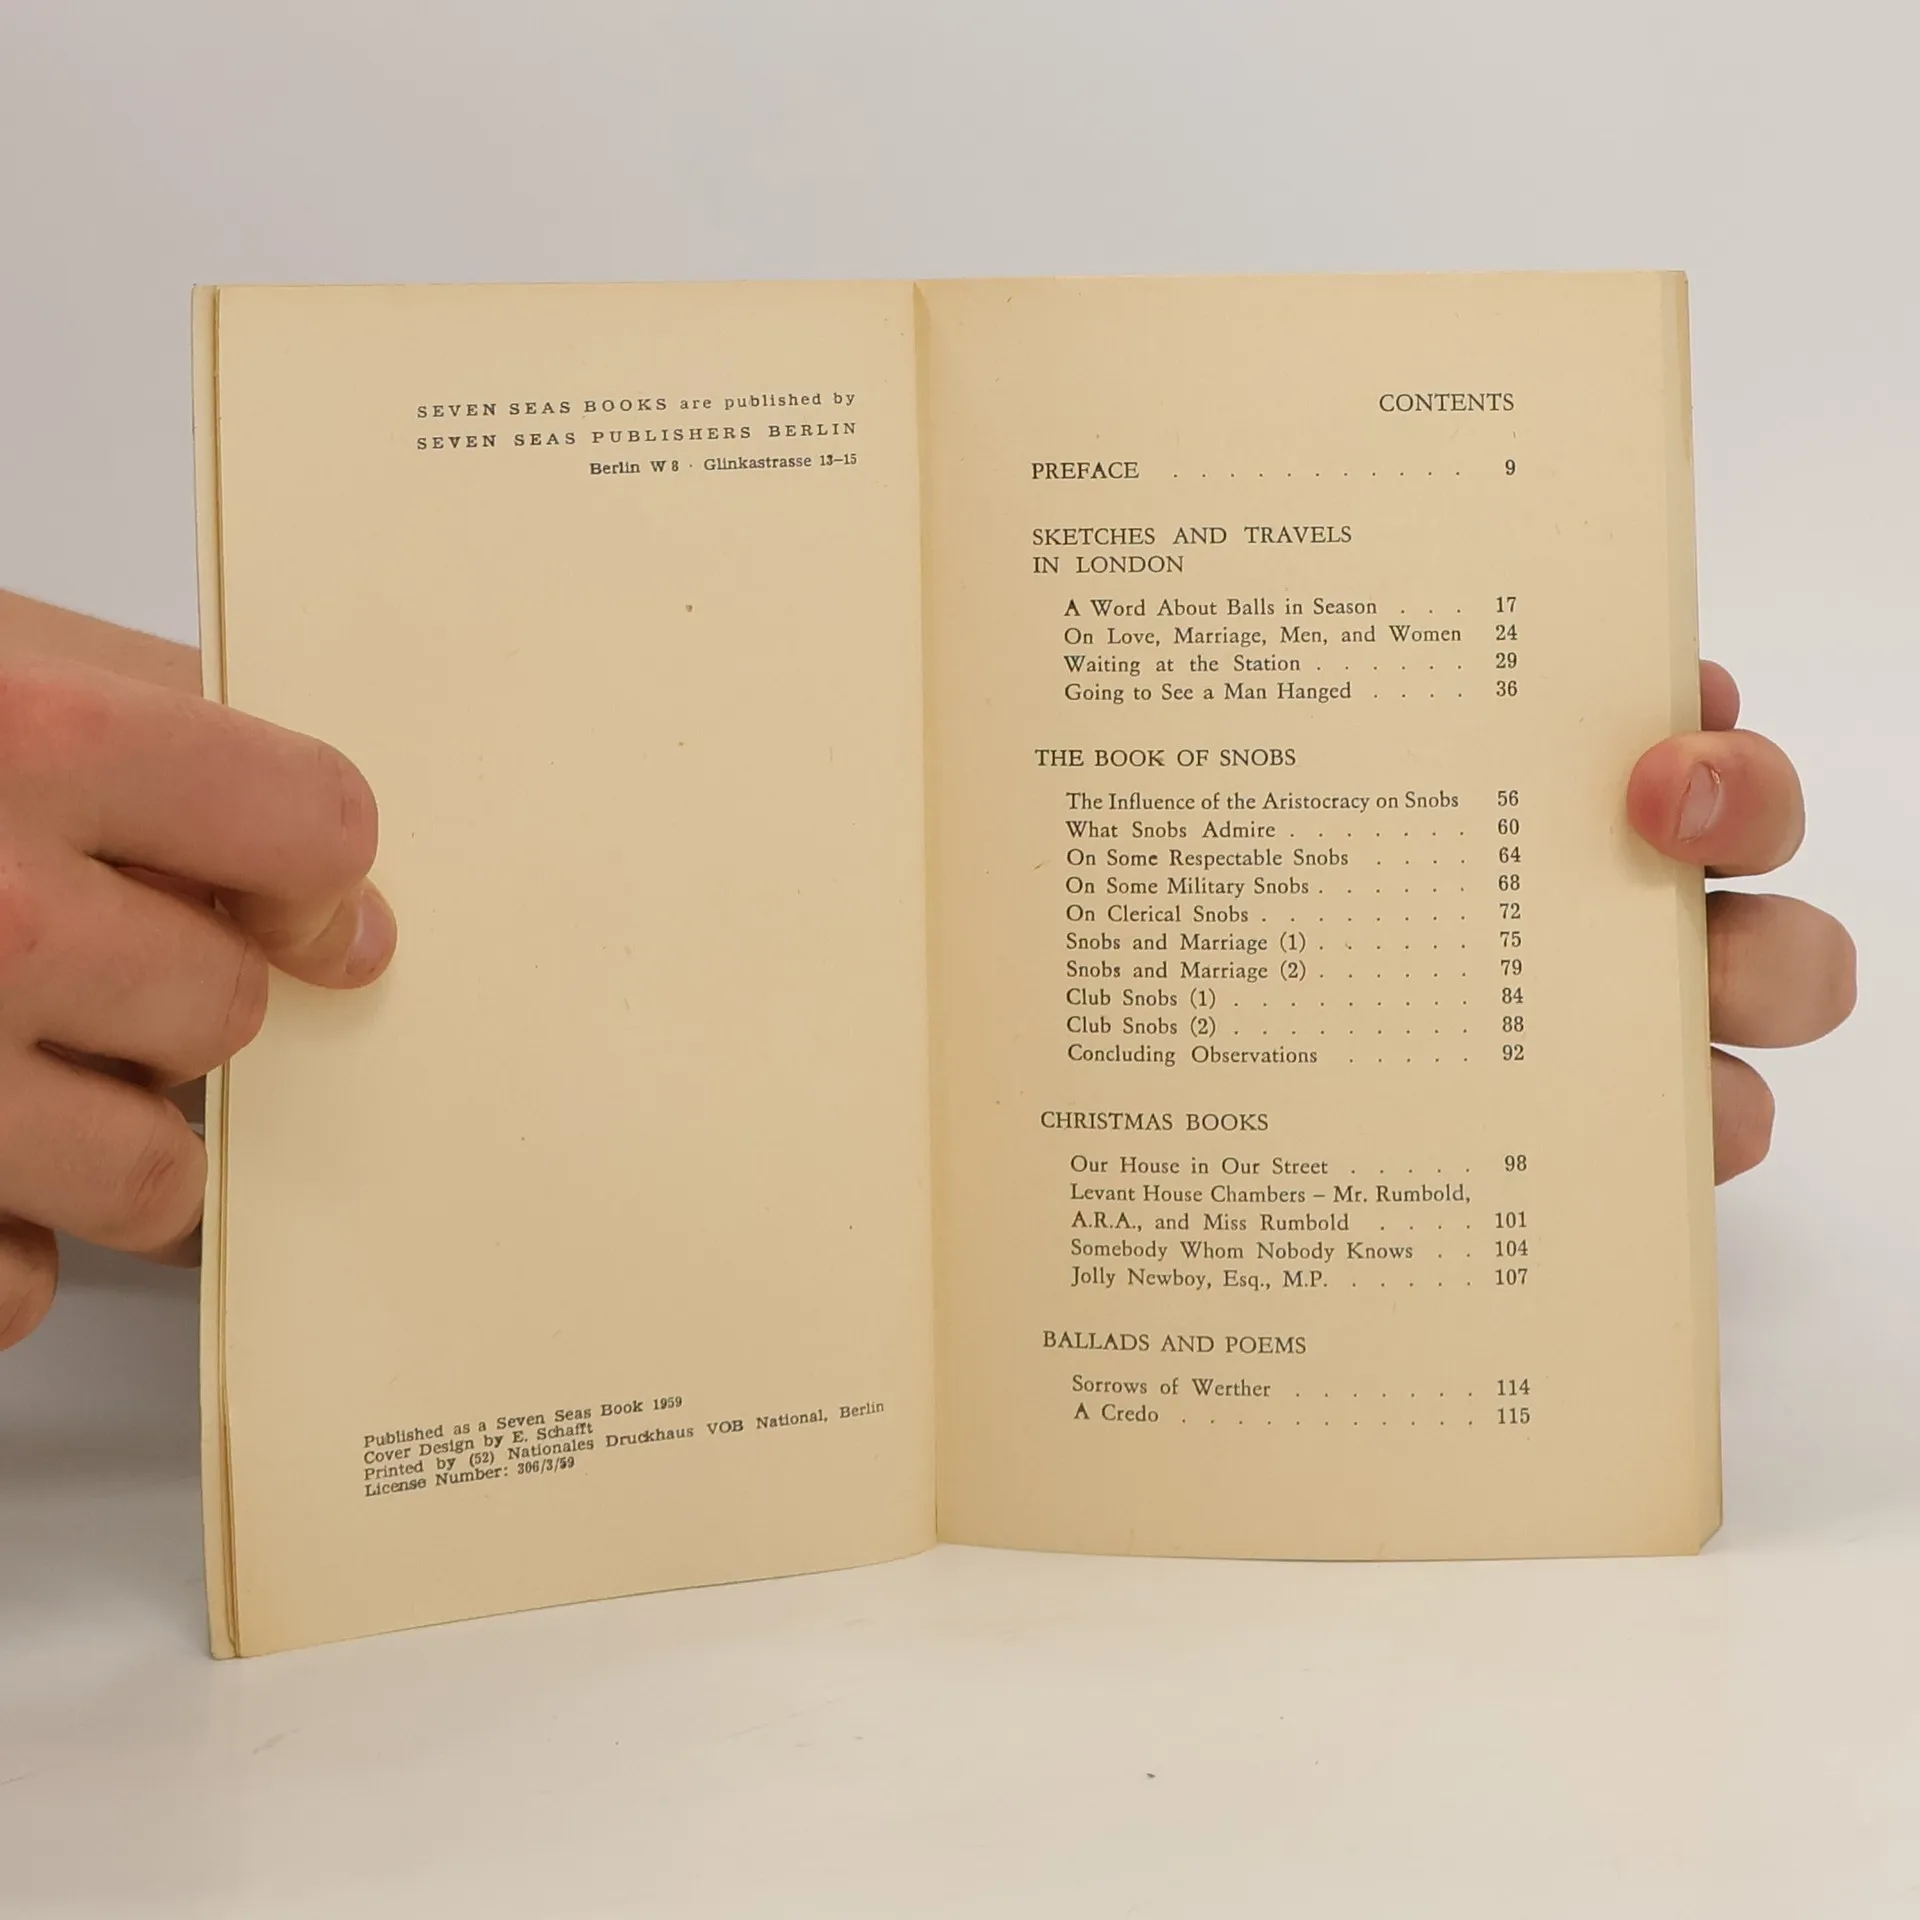 SEVEN SEAS BOOKS are published by
SEVEN SEAS PUBLISHERS BERLIN
Berlin W 8 · Glinkastrasse 13–15
Published as a Seven Seas Book 1959
Cover Design by E. Schafft
Printed by (52) Nationales Druckhaus VOB National, Berlin
License Number: 306/3/59
CONTENTS
PREFACE . . . . . . . . . . . 9
SKETCHES AND TRAVELS
IN LONDON
A Word About Balls in Season . . . 17
On Love, Marriage, Men, and Women 24
Waiting at the Station . . . . . . 29
Going to See a Man Hanged . . . . 36
THE BOOK OF SNOBS
The Influence of the Aristocracy on Snobs 56
What Snobs Admire . . . . . . . 60
On Some Respectable Snobs . . . . 64
On Some Military Snobs . . . . . . 68
On Clerical Snobs . . . . . . . . 72
Snobs and Marriage (1) . . . . . . 75
Snobs and Marriage (2) . . . . . . 79
Club Snobs (1) . . . . . . . . . 84
Club Snobs (2) . . . . . . . . . 88
Concluding Observations . . . . . 92
CHRISTMAS BOOKS
Our House in Our Street . . . . . 98
Levant House Chambers – Mr. Rumbold,
A.R.A., and Miss Rumbold . . . . 101
Somebody Whom Nobody Knows . . 104
Jolly Newboy, Esq., M.P. . . . . . 107
BALLADS AND POEMS
Sorrows of Werther . . . . . . . 114
A Credo . . . . . . . . . . . 115